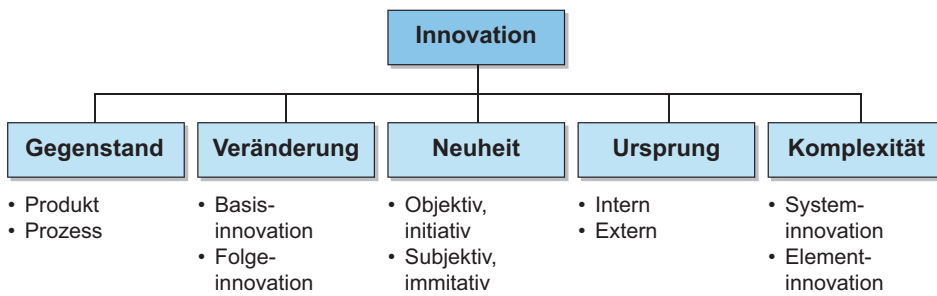 Innovation
Gegenstand
Veränderung
Neuheit
Ursprung
Komplexität
• Produkt
• Prozess
• Basis-
innovation
• Folge-
innovation
• Objektiv,
initiativ
• Subjektiv,
immitativ
• Intern
• Extern
• System-
innovation
• Element-
innovation